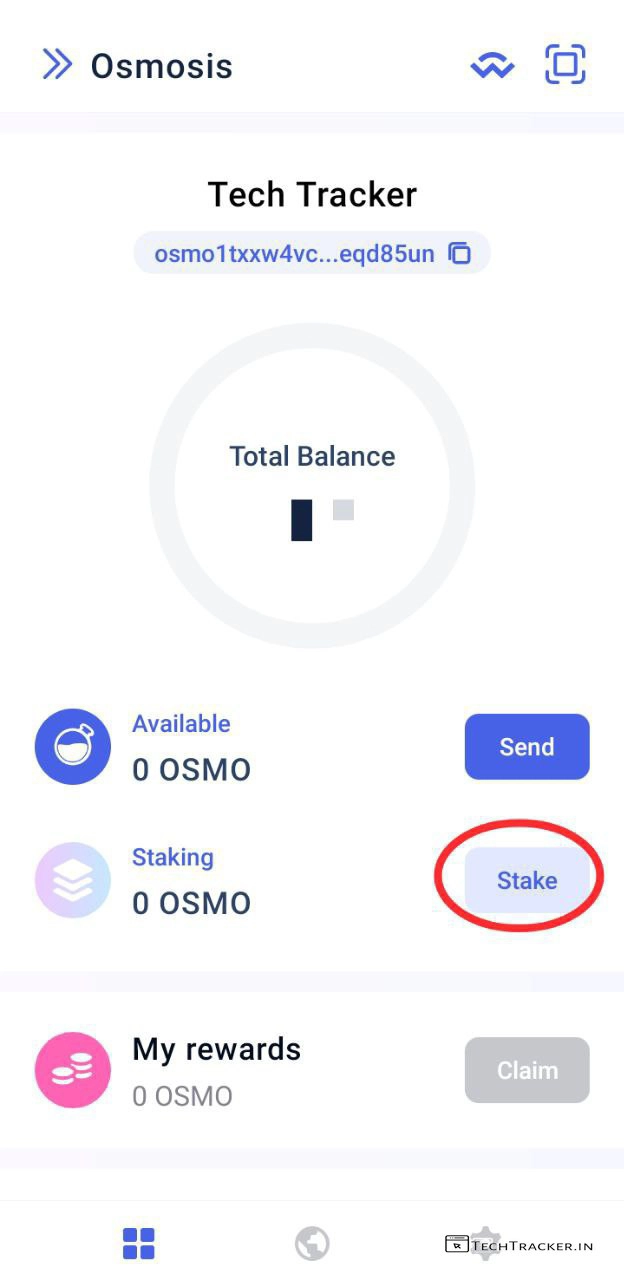 Osmosis
Tech Tracker
osmo1txxw4vc...eqd85un
Total Balance
Available
0 OSMO
Send
Staking
0 OSMO
Stake
My rewards
0 OSMO
Claim
TechTracker.in